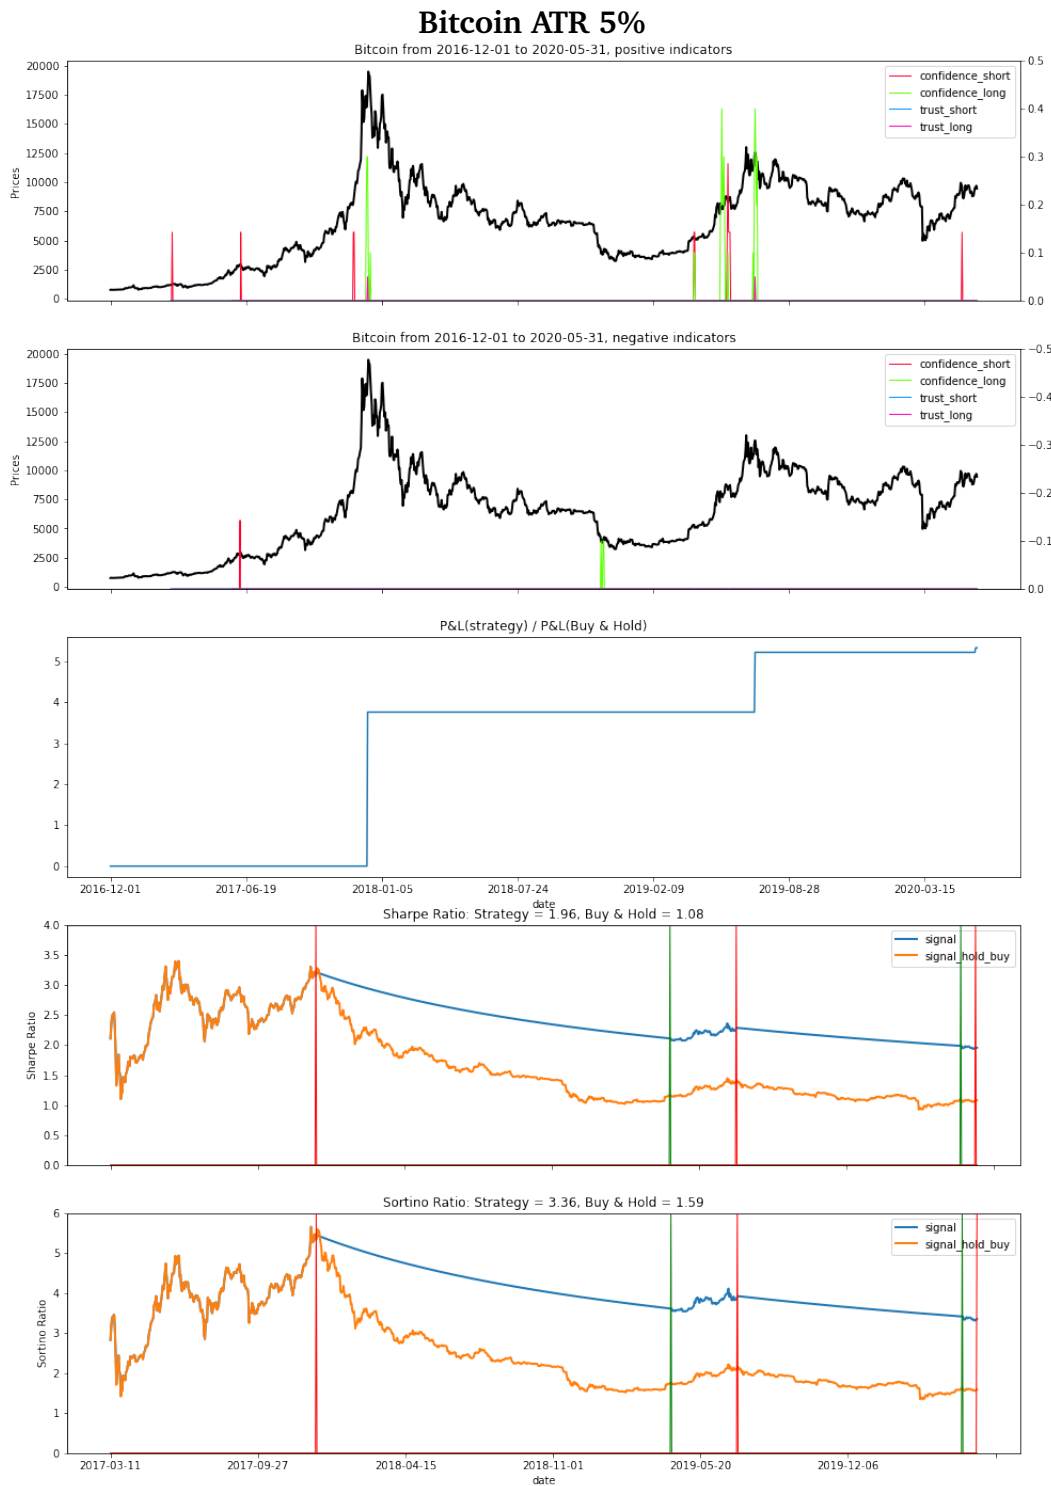 Bitcoin ATR 5%
Bitcoin from 2016-12-01 to 2020-05-31, positive indicators
20000
17500
15000
12500
10000
7500
5000
2500
0
Prices
0.5
0.4
0.3
0.2
0.1
0.0
confidence_short
confidence_long
trust_short
trust_long
Bitcoin from 2016-12-01 to 2020-05-31, negative indicators
20000
17500
15000
12500
10000
7500
5000
2500
0
Prices
−0.5
−0.4
−0.3
−0.2
−0.1
0.0
confidence_short
confidence_long
trust_short
trust_long
P&L(strategy) / P&L(Buy & Hold)
5
4
3
2
1
0
2016-12-01 2017-06-19 2018-01-05 2018-07-24 2019-02-09 2019-08-28 2020-03-15
date
Sharpe Ratio: Strategy = 1.96, Buy & Hold = 1.08
4.0
3.5
3.0
2.5
2.0
1.5
1.0
0.5
0.0
Sharpe Ratio
signal
signal_hold_buy
Sortino Ratio: Strategy = 3.36, Buy & Hold = 1.59
6
5
4
3
2
1
0
Sortino Ratio
signal
signal_hold_buy
2017-03-11 2017-09-27 2018-04-15 2018-11-01 2019-05-20 2019-12-06
date